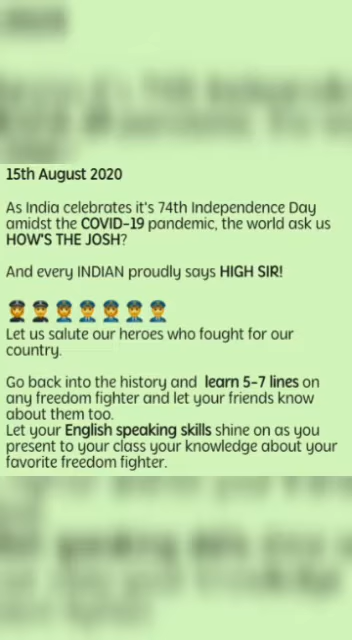 15th August 2020
As India celebrates it's 74th Independence Day
amidst the COVID-19 pandemic, the world ask us
HOW'S THE JOSH?
And every INDIAN proudly says HIGH SIR!
Let us salute our heroes who fought for our
country.
Go back into the history and learn 5-7 lines on
any freedom fighter and let your friends know
about them too.
Let your English speaking skills shine on as you
present to your class your knowledge about your
favorite freedom fighter.